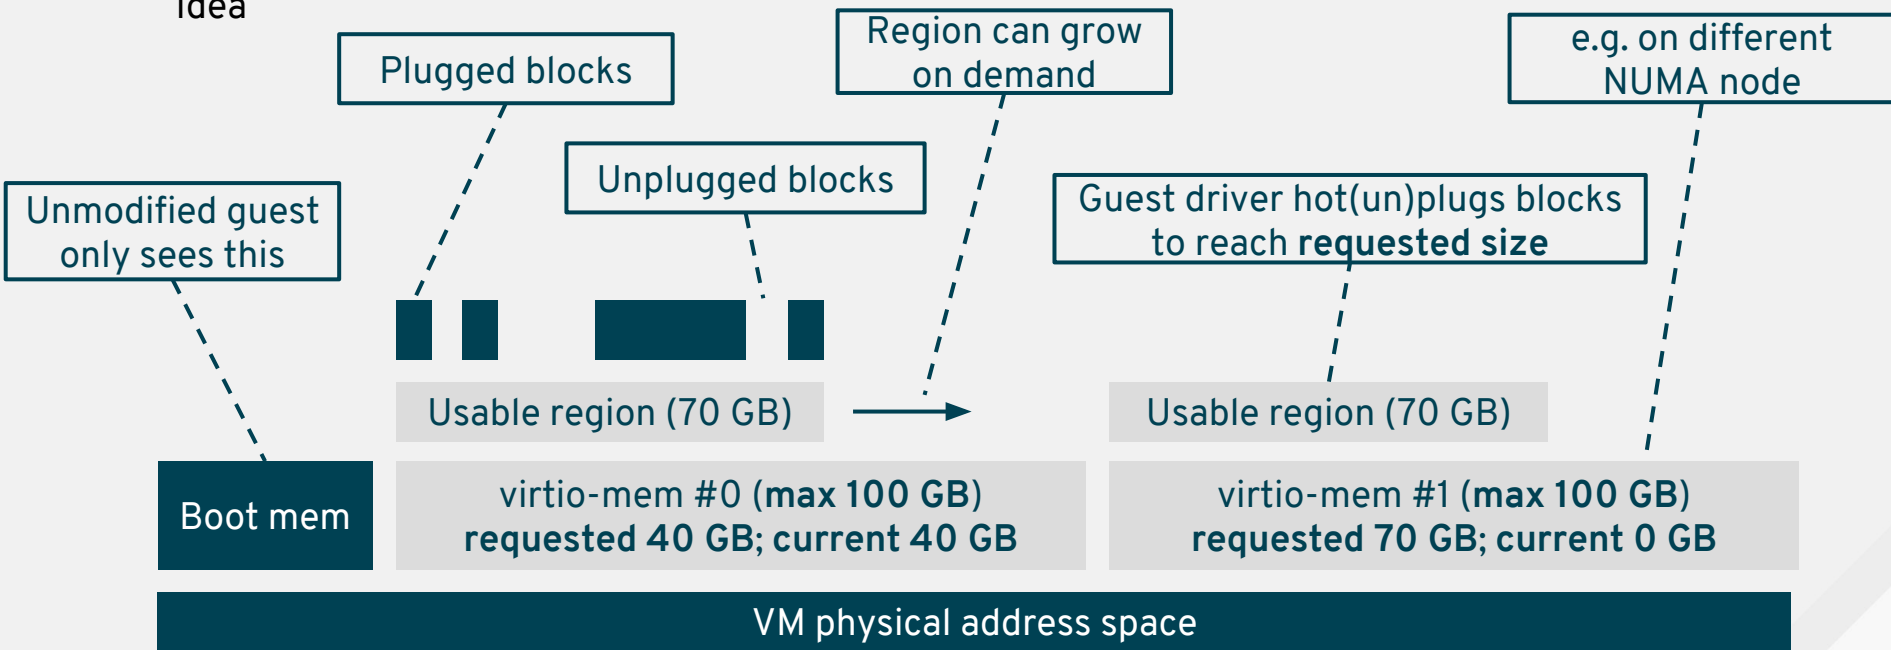 idea
Plugged blocks
Region can grow
on demand
e.g. on different
NUMA node
Unmodified guest
only sees this
Unplugged blocks
Guest driver hot(un)plugs blocks
to reach requested size
Usable region (70 GB)
Usable region (70 GB)
Boot mem
virtio-mem #0 (max 100 GB)
requested 40 GB; current 40 GB
virtio-mem #1 (max 100 GB)
requested 70 GB; current 0 GB
VM physical address space